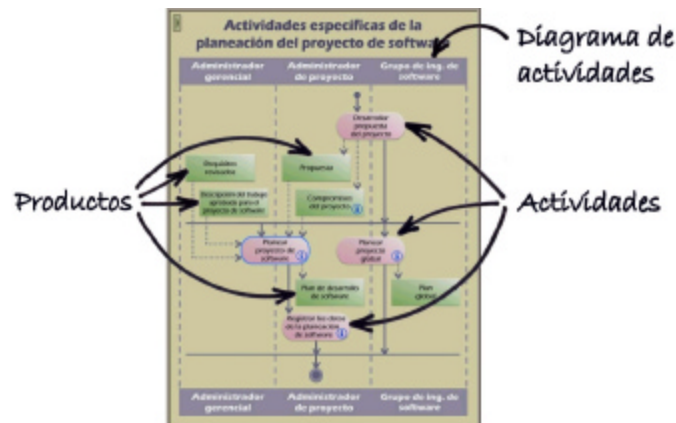 Actividades específicas de la
planeación del proyecto de software
Administrador
gerencial
Administrador
de proyecto
Grupo de ing. de
software
Diagrama de
actividades
Desarrollar
propuesta
del proyecto
Requisitos
revisados
Propuesta
Descripción del trabajo
aprobada para el
proyecto de software
Compromisos
del proyecto
Productos
Actividades
Planear
proyecto de
software
Planear
proyecto
global
Plan de desarrollo
de software
Plan
global
Registrar los datos
de la planeación
de software
Administrador
gerencial
Administrador
de proyecto
Grupo de ing. de
software